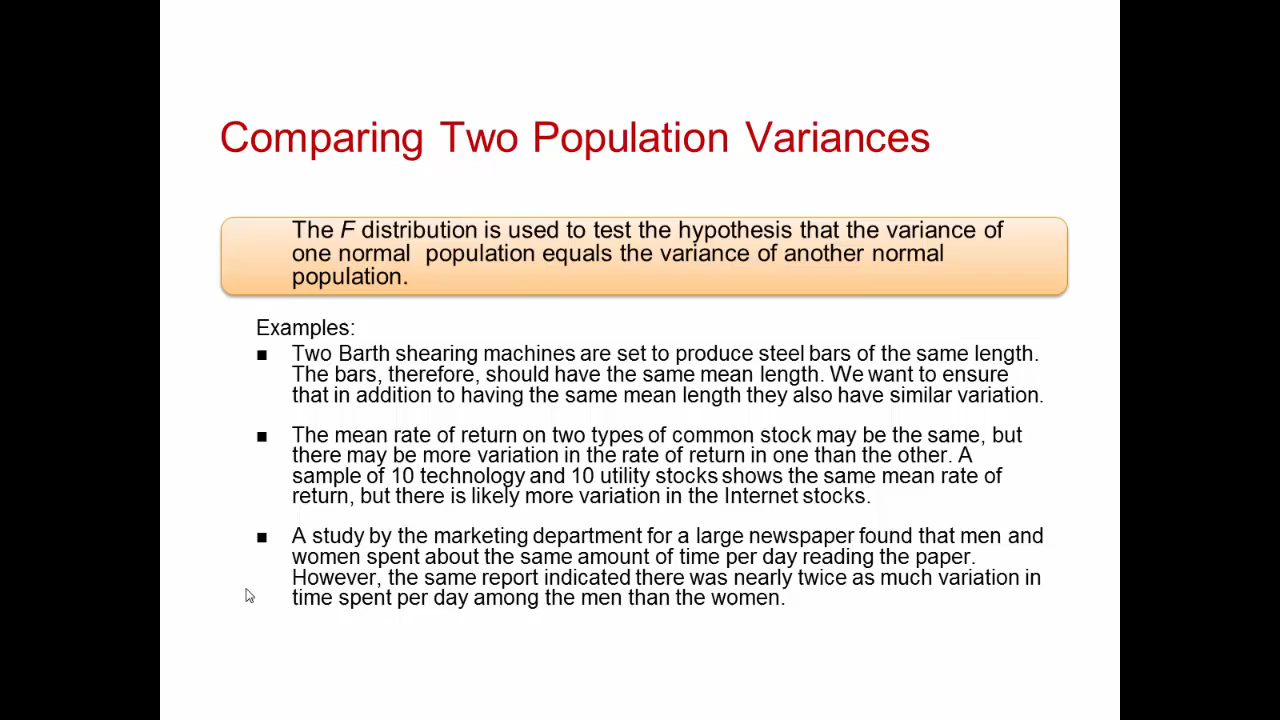 Comparing Two Population Variances
The F distribution is used to test the hypothesis that the variance of
one normal population equals the variance of another normal
population.
Examples:
■ Two Barth shearing machines are set to produce steel bars of the same length.
The bars, therefore, should have the same mean length. We want to ensure
that in addition to having the same mean length they also have similar variation.
■ The mean rate of return on two types of common stock may be the same, but
there may be more variation in the rate of return in one than the other. A
sample of 10 technology and 10 utility stocks shows the same mean rate of
return, but there is likely more variation in the Internet stocks.
■ A study by the marketing department for a large newspaper found that men and
women spent about the same amount of time per day reading the paper.
However, the same report indicated there was nearly twice as much variation in
time spent per day among the men than the women.